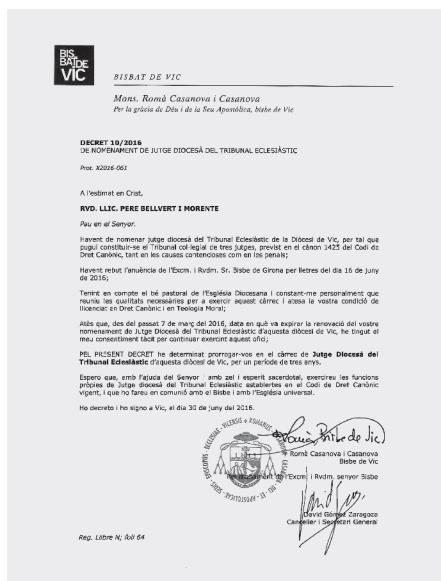 BIS
BAT DE
VIC
BISBAT DE VIC
Mons. Romà Casanova i Casanova
Per la gràcia de Déu i de la Seu Apostòlica, bisbe de Vic
DECRET 10/2016
DE NOMENAMENT DE JUTGE DIOCESÀ DEL TRIBUNAL ECLESIÀSTIC
Prot. X2016-061
A l'estimat en Crist,
RVD. LLIC. PERE BELLVERT I MORENTE
Pau en el Senyor.
Havent de nomenar jutge diocesà del Tribunal Eclesiàstic de la Diòcesi de Vic, per tal que
pugui constituir-se el Tribunal col·legial de tres jutges, previst en el cànon 1425 del Codi de
Dret Canònic, tant en les causes contencioses com en les penals;
Havent rebut l'anuència de l'Excm. i Rvdm. Sr. Bisbe de Girona per lletres del dia 16 de juny
de 2016;
Tenint en compte el bé pastoral de l'Església Diocesana i constant-me personalment que
reuniu les qualitats necessàries per a exercir aquest càrrec i atesa la vostra condició de
llicenciat en Dret Canònic i en Teologia Moral;
Atès que, des del passat 7 de març del 2016, data en què va expirar la renovació del vostre
nomenament de Jutge Diocesà del Tribunal Eclesiàstic d'aquesta diòcesi de Vic, he tingut el
meu consentiment tàcit per continuar exercint aquest ofici;
PEL PRESENT DECRET he determinat prorrogar-vos en el càrrec de Jutge Diocesà del
Tribunal Eclesiàstic d'aquesta diòcesi de Vic, per un període de tres anys.
Espero que, amb l'ajuda del Senyor i amb zel i esperit sacerdotal, exercireu les funcions
pròpies de Jutge diocesà del Tribunal Eclesiàstic establertes en el Codi de Dret Canònic
vigent, i que ho fareu en comunió amb el Bisbe i amb l'Església universal.
Ho decreto i ho signo a Vic, el dia 30 de juny del 2016.
Romà Bisbe de Vic
Romà Casanova i Casanova
Bisbe de Vic
Per manament de l'Excm. i Rvdm. senyor Bisbe
David Gómez Zaragoza
Canceller i Secretari General
Reg. Llibre N; foli 64